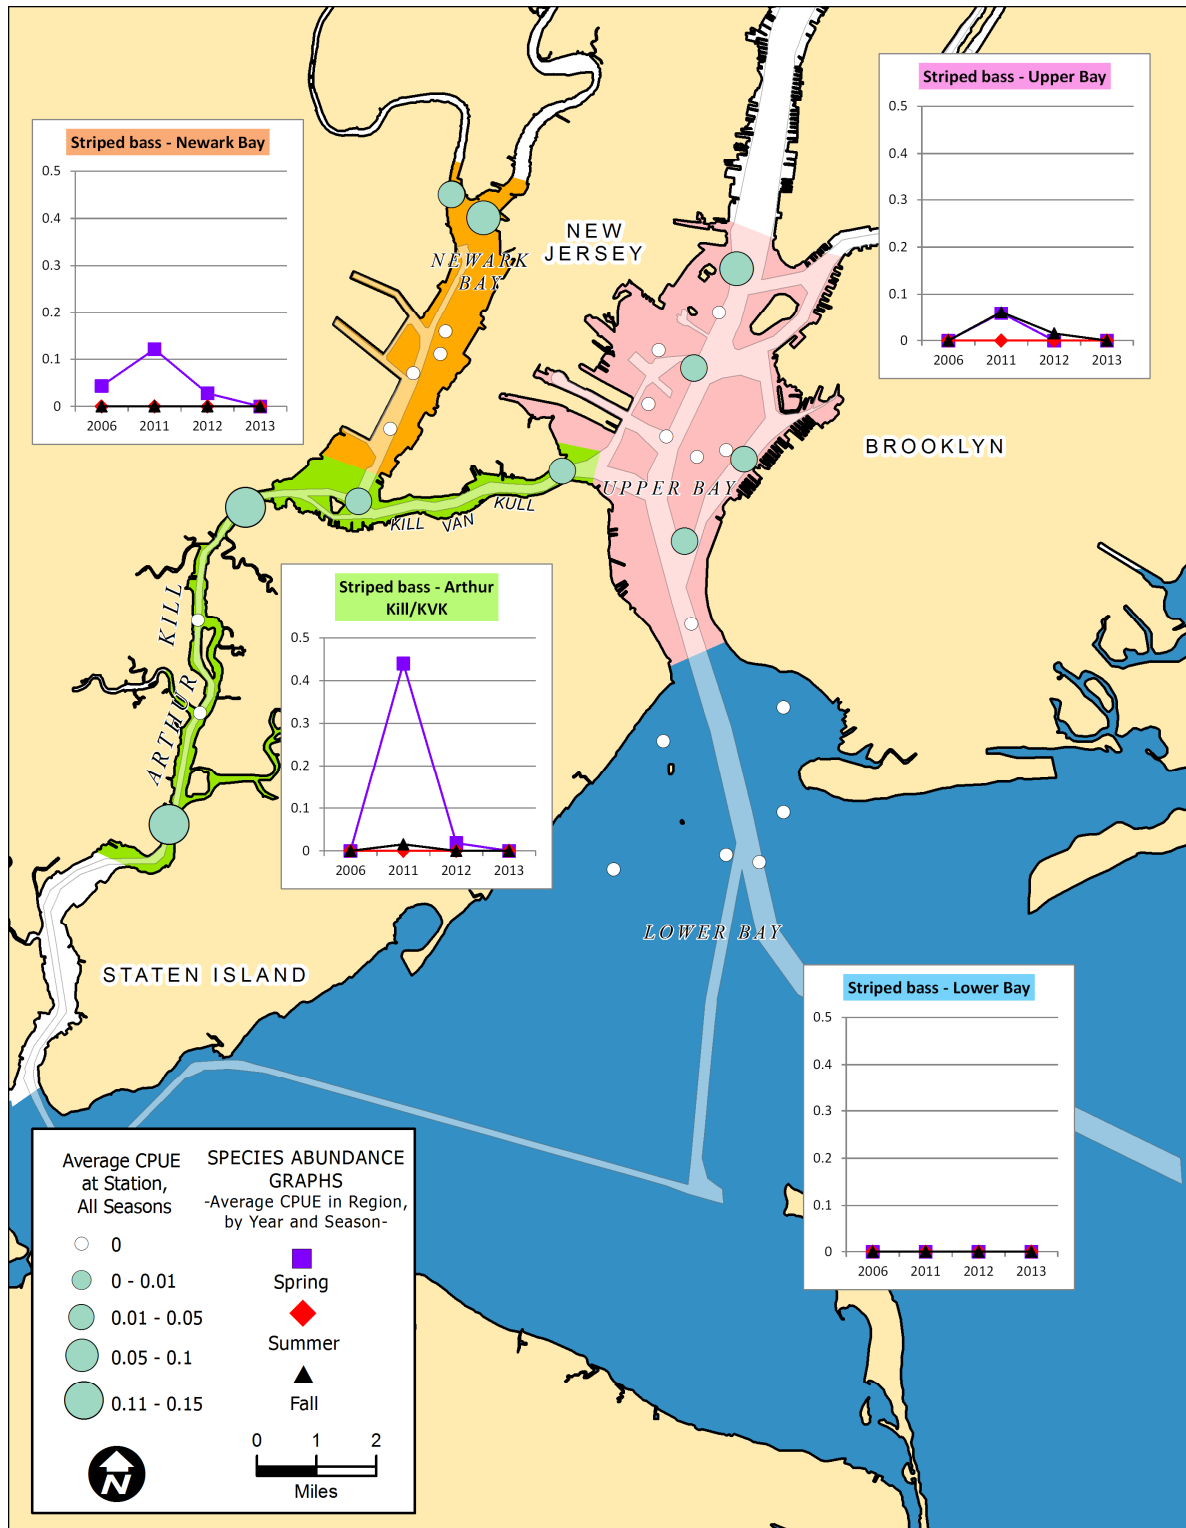 Striped bass - Upper Bay
0.5
0.4
0.3
0.2
0.1
0
2006 2011 2012 2013
Striped bass - Newark Bay
0.5
0.4
0.3
0.2
0.1
0
2006 2011 2012 2013
NEW
JERSEY
NEWARK
BAY
BROOKLYN
UPPER BAY
KILL VAN KULL
ARTHUR KILL
Striped bass - Arthur
Kill/KVK
0.5
0.4
0.3
0.2
0.1
0
2006 2011 2012 2013
LOWER BAY
STATEN ISLAND
Striped bass - Lower Bay
0.5
0.4
0.3
0.2
0.1
0
2006 2011 2012 2013
Average CPUE
at Station,
All Seasons
0
0 - 0.01
0.01 - 0.05
0.05 - 0.1
0.11 - 0.15
N
SPECIES ABUNDANCE
GRAPHS
-Average CPUE in Region,
by Year and Season-
Spring
Summer
Fall
0 1 2
Miles